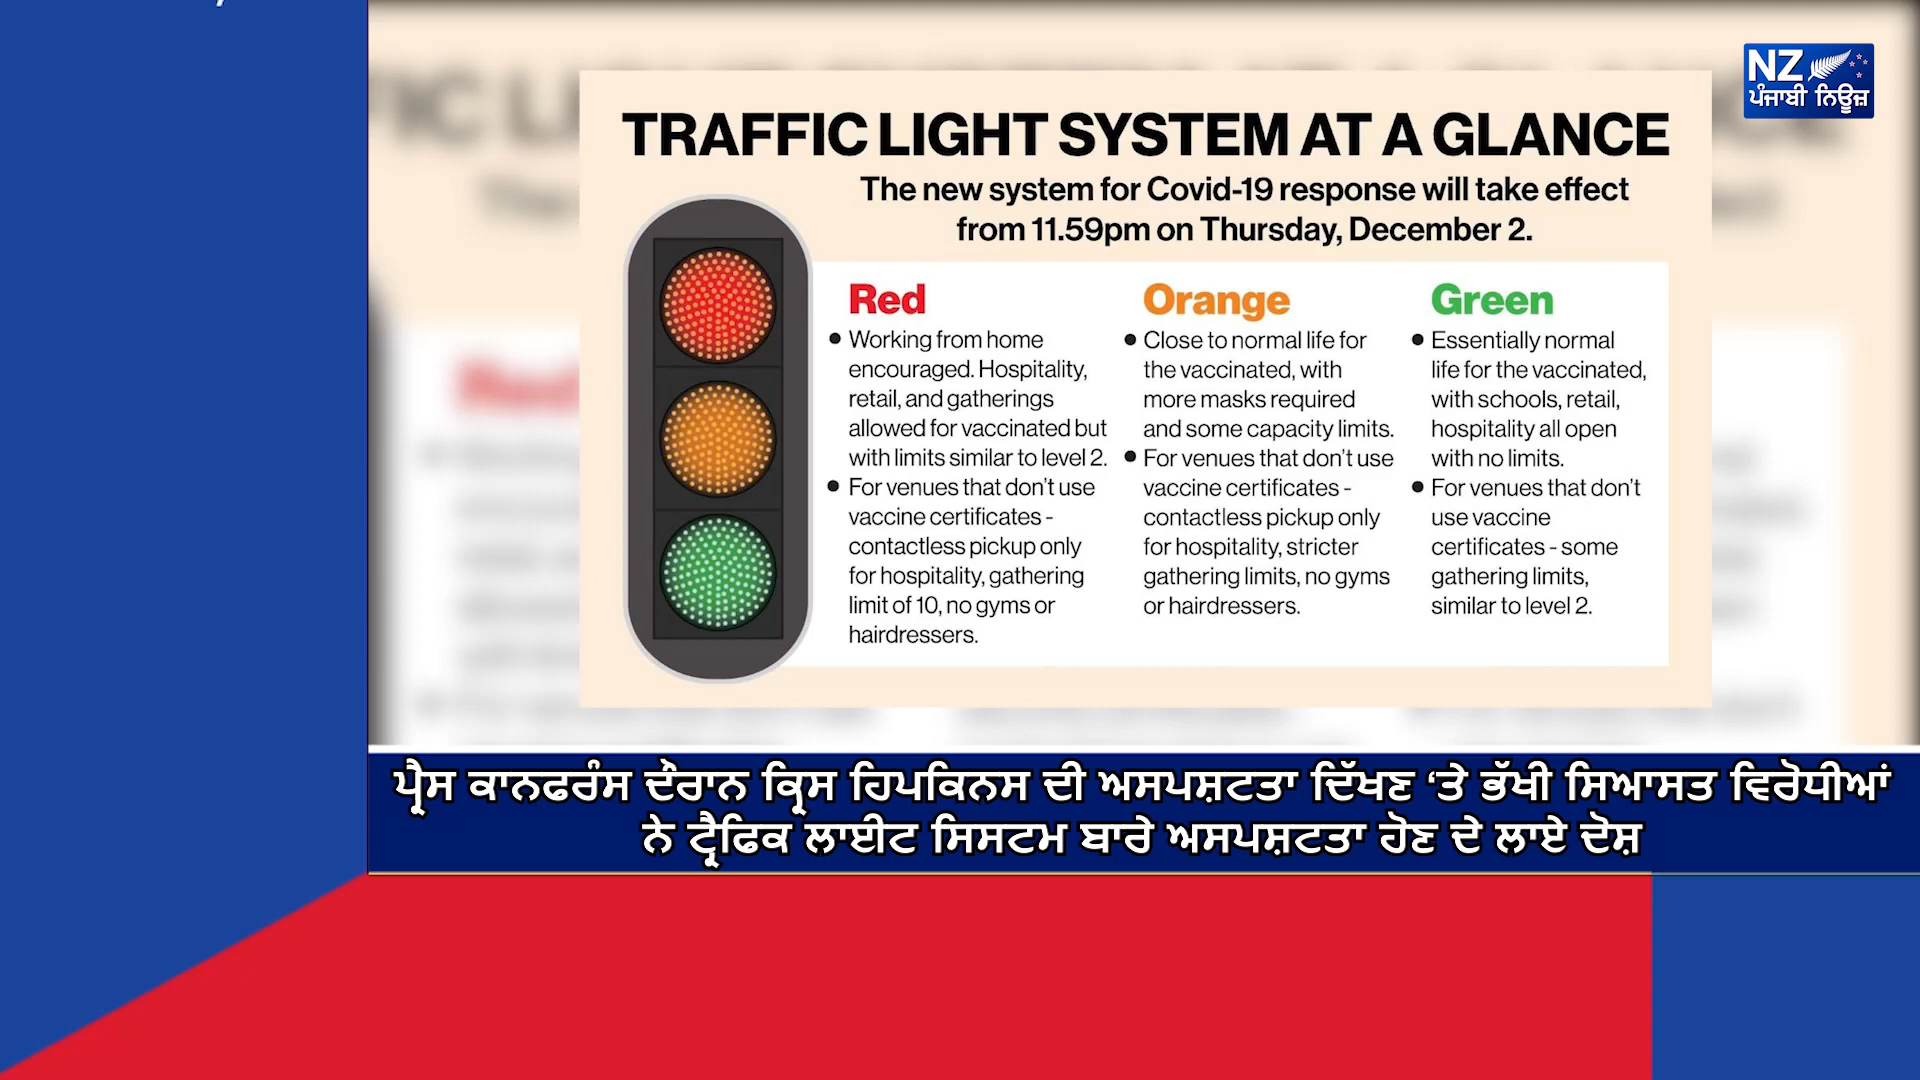 NZ
ਪੰਜਾਬੀ ਨਿਊਜ਼
TRAFFIC LIGHT SYSTEM AT A GLANCE
The new system for Covid-19 response will take effect
from 11.59pm on Thursday, December 2.
Red
• Working from home
encouraged. Hospitality,
retail, and gatherings
allowed for vaccinated but
with limits similar to level 2.
• For venues that don't use
vaccine certificates -
contactless pickup only
for hospitality, gathering
limit of 10, no gyms or
hairdressers.
Orange
• Close to normal life for
the vaccinated, with
more masks required
and some capacity limits.
• For venues that don't use
vaccine certificates -
contactless pickup only
for hospitality, stricter
gathering limits, no gyms
or hairdressers.
Green
• Essentially normal
life for the vaccinated,
with schools, retail,
hospitality all open
with no limits.
• For venues that don't
use vaccine
certificates - some
gathering limits,
similar to level 2.
ਪ੍ਰੈਸ ਕਾਨਫਰੰਸ ਦੌਰਾਨ ਕ੍ਰਿਸ ਹਿਪਕਿਨਸ ਦੀ ਅਸਪਸ਼ਟਤਾ ਦਿੱਖਣ ‘ਤੇ ਭੱਖੀ ਸਿਆਸਤ ਵਿਰੋਧੀਆਂ
ਨੇ ਟ੍ਰੈਫਿਕ ਲਾਈਟ ਸਿਸਟਮ ਬਾਰੇ ਅਸਪਸ਼ਟਤਾ ਹੋਣ ਦੇ ਲਾਏ ਦੋਸ਼